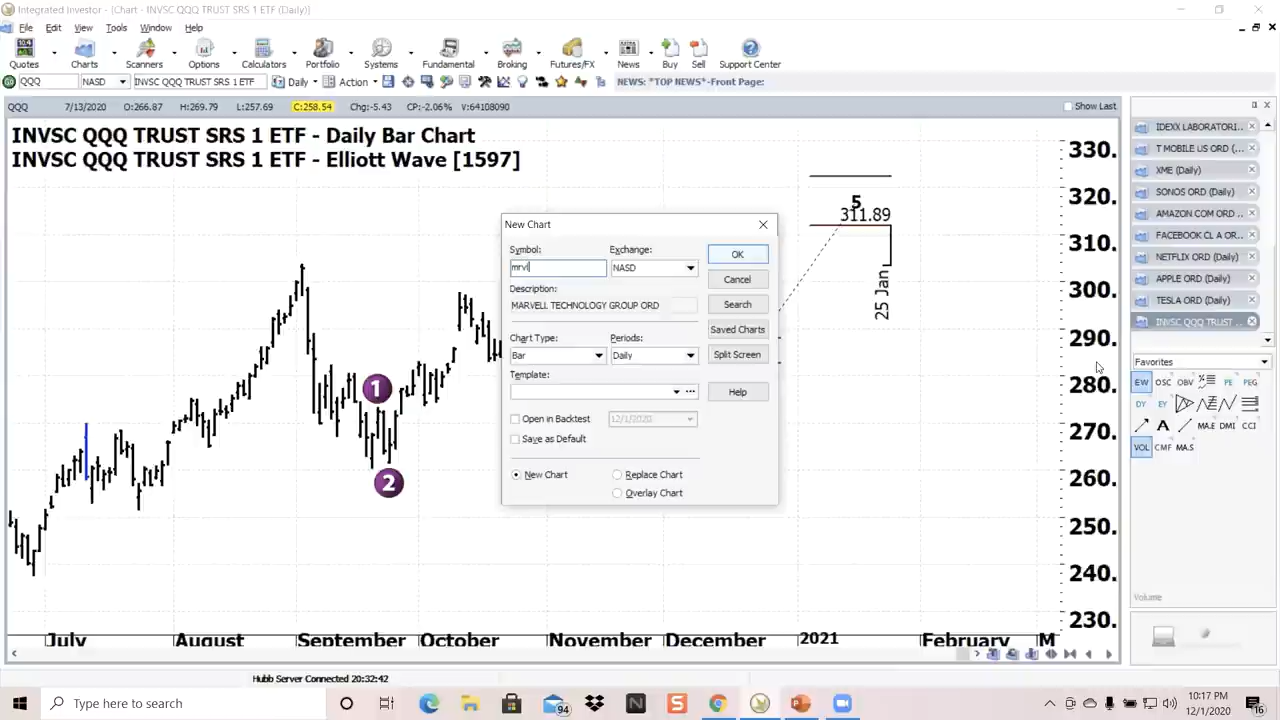 Integrated Investor - [Chart - INVSC QQQ TRUST SRS 1 ETF (Daily)]
File Edit View Tools Window Help
Quotes Charts Scanners Options Calculators Portfolio Systems Fundamental Broking Futures/FX News Buy Sell Support Center
QQQ NASD INVSC QQQ TRUST SRS 1 ETF Daily Action NEWS: *TOP NEWS*-Front Page:
QQQ 7/13/2020 O:266.87 H:269.79 L:257.69 C:258.54 Chg:-5.43 CP:-2.06% V:64108090 Show Last
INVSC QQQ TRUST SRS 1 ETF - Daily Bar Chart
INVSC QQQ TRUST SRS 1 ETF - Elliott Wave [1597]
5
311.89
25 Jan
1
2
330.
320.
310.
300.
290.
280.
270.
260.
250.
240.
230.
July August September October November December 2021 February M
New Chart
Symbol: Exchange:
mrvl NASD
OK
Cancel
Description:
MARVELL TECHNOLOGY GROUP ORD
Search
Saved Charts
Chart Type: Periods:
Bar Daily
Split Screen
Template:
Help
Open in Backtest 12/1/2020
Save as Default
New Chart Replace Chart
Overlay Chart
IDEXX LABORATORI...
T MOBILE US ORD (...
XME (Daily)
SONOS ORD (Daily)
AMAZON COM ORD ...
FACEBOOK CL A OR...
NETFLIX ORD (Daily)
APPLE ORD (Daily)
TESLA ORD (Daily)
INVSC QQQ TRUST ...
Favorites
EW OSC OBV PE PEG
DY EY
A MA.E DMI CCI
VOL CMF MA.S
Volume
Hubb Server Connected 20:32:42
Type here to search
94
10:17 PM
12/1/2020
16